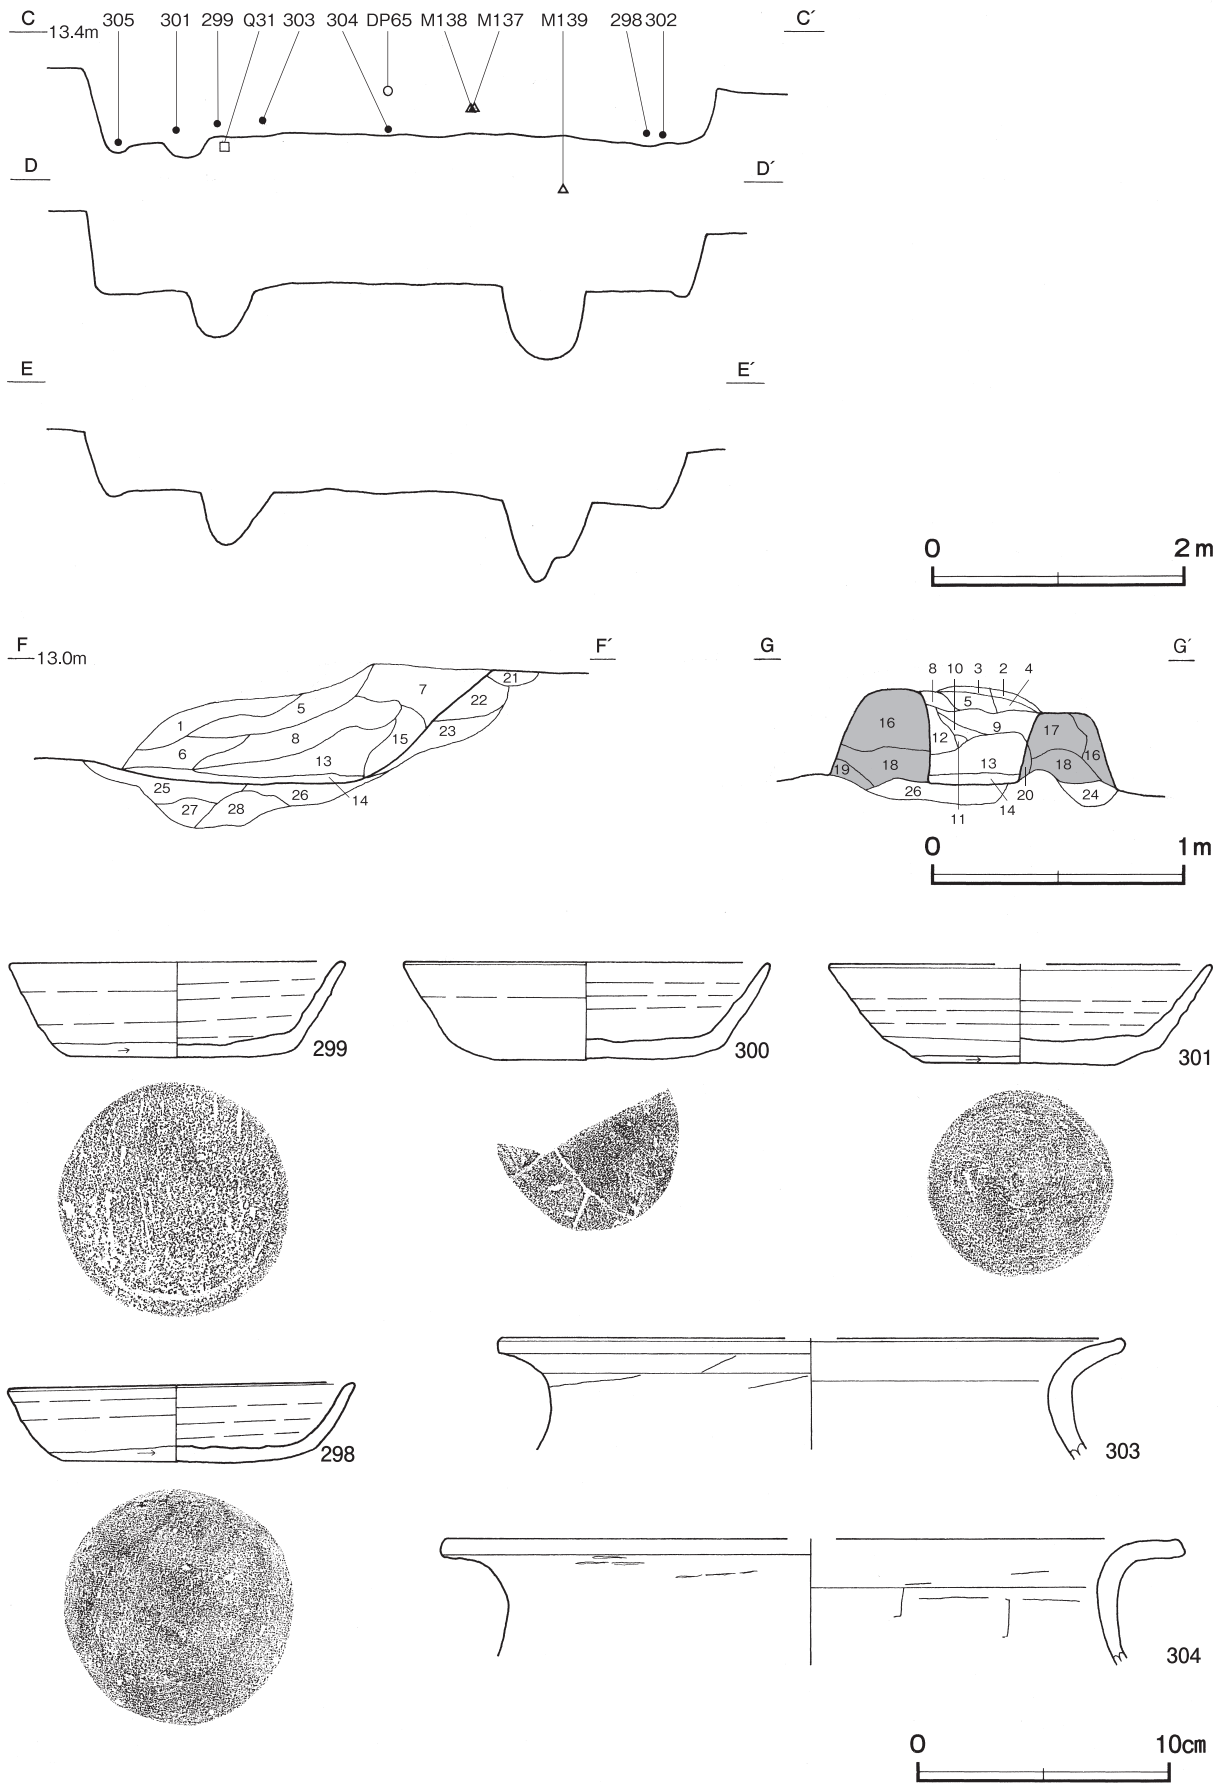 C 13.4m 305 301 299 Q31 303 304 DP65 M138 M137 M139 298 302 C´
D D´
E E´
0 2m
F 13.0m F´ G G´
1 5 7 21 22 23 6 8 13 15 25 27 28 26 14
8 10 3 2 4 5 16 12 9 17 16 19 18 13 18 26 11 14 20 24
0 1m
299 300 301
298 303
304
0 10cm